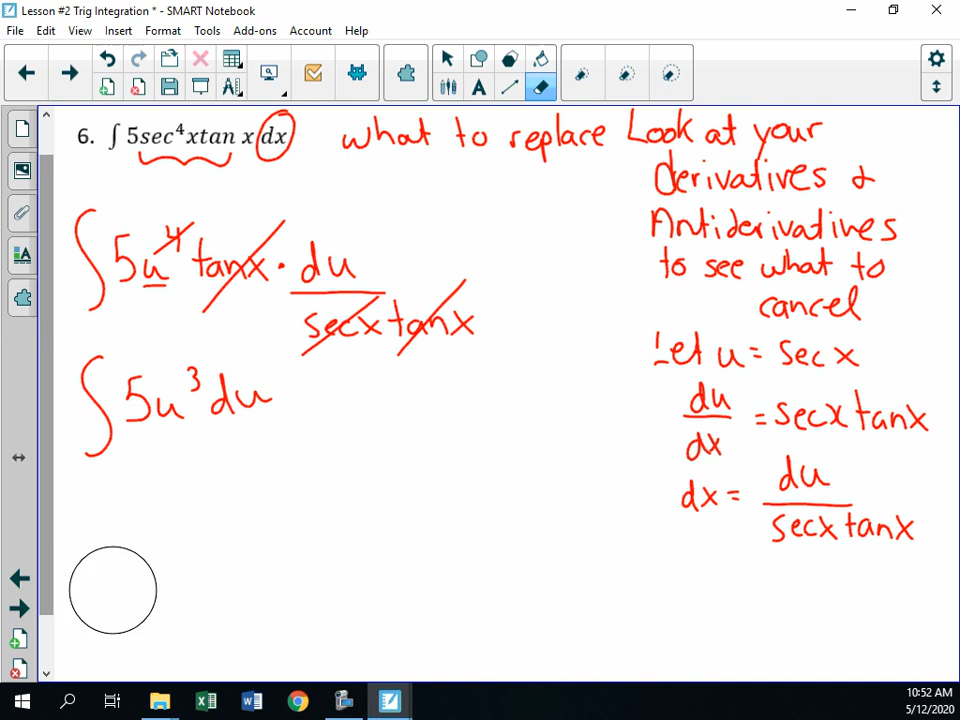 Lesson #2 Trig Integration * - SMART Notebook
File Edit View Insert Format Tools Add-ons Account Help
6. ∫ 5sec⁴xtan x dx
what to replace Look at your
derivatives &
Antiderivatives
to see what to
cancel
∫ 5u⁴ tanx · du / secx tanx
Let u = sec x
du/dx = secx tanx
∫ 5u³ du
dx = du / secx tanx
10:52 AM
5/12/2020